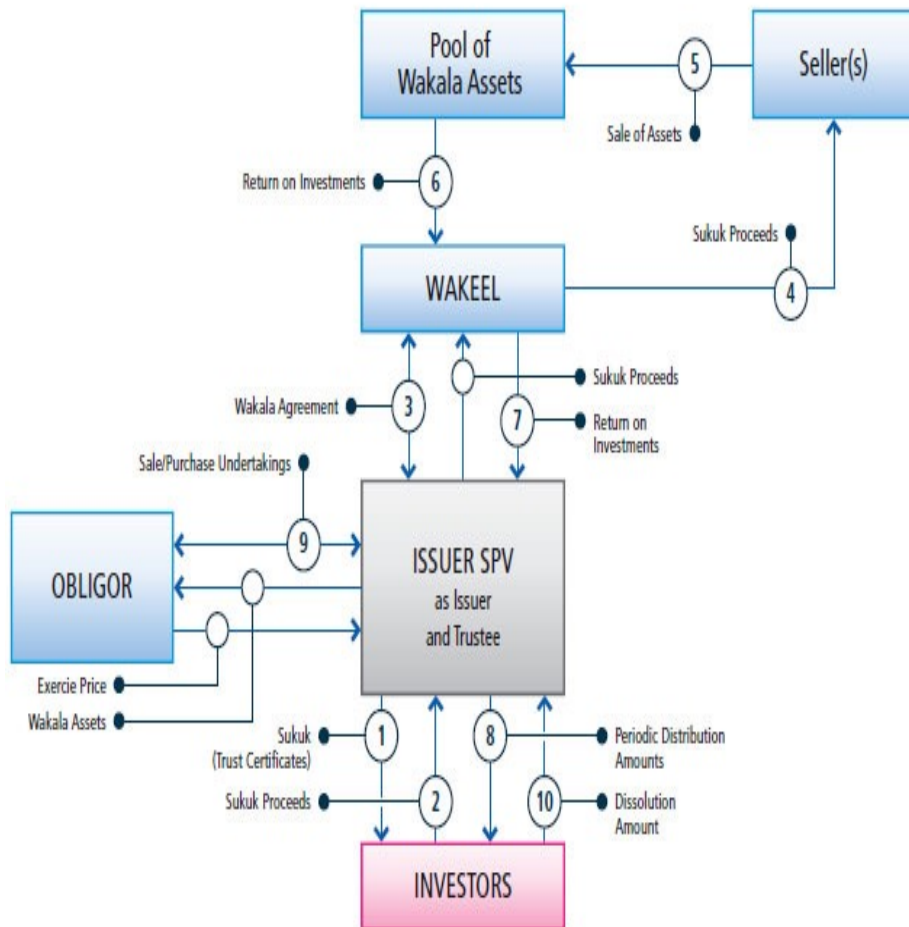 Pool of
Wakala Assets
5
Seller(s)
Sale of Assets
Return on Investments
6
Sukuk Proceeds
WAKEEL
4
Sukuk Proceeds
Wakala Agreement
3
7
Return on
Investments
Sale/Purchase Undertakings
9
OBLIGOR
ISSUER SPV
as Issuer
and Trustee
Exercie Price
Wakala Assets
Sukuk
(Trust Certificates)
1
8
Periodic Distribution
Amounts
Sukuk Proceeds
2
10
Dissolution
Amount
INVESTORS